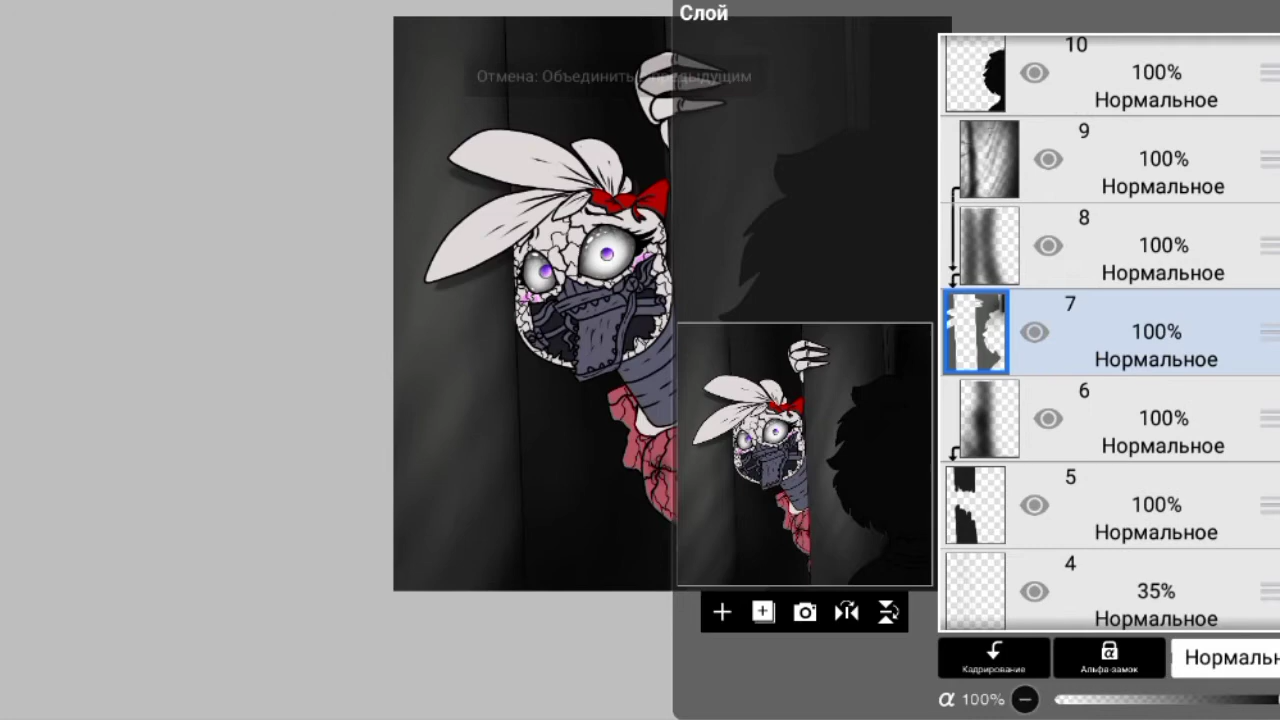 Слой
Отмена: Объединить с предыдущим
10
100%
Нормальное
9
100%
Нормальное
8
100%
Нормальное
7
100%
Нормальное
6
100%
Нормальное
5
100%
Нормальное
4
35%
Нормальное
Кадрирование
α
Альфа-замок
Нормальн
α 100%